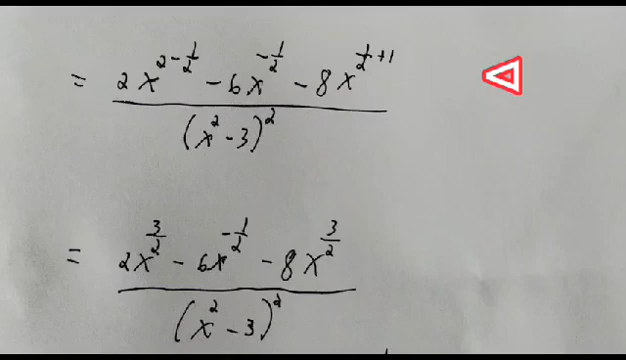 = (2x^(2-1/2) - 6x^(-1/2) - 8x^(1/2+1)) / (x^2 - 3)^2
= (2x^(3/2) - 6x^(-1/2) - 8x^(3/2)) / (x^2 - 3)^2